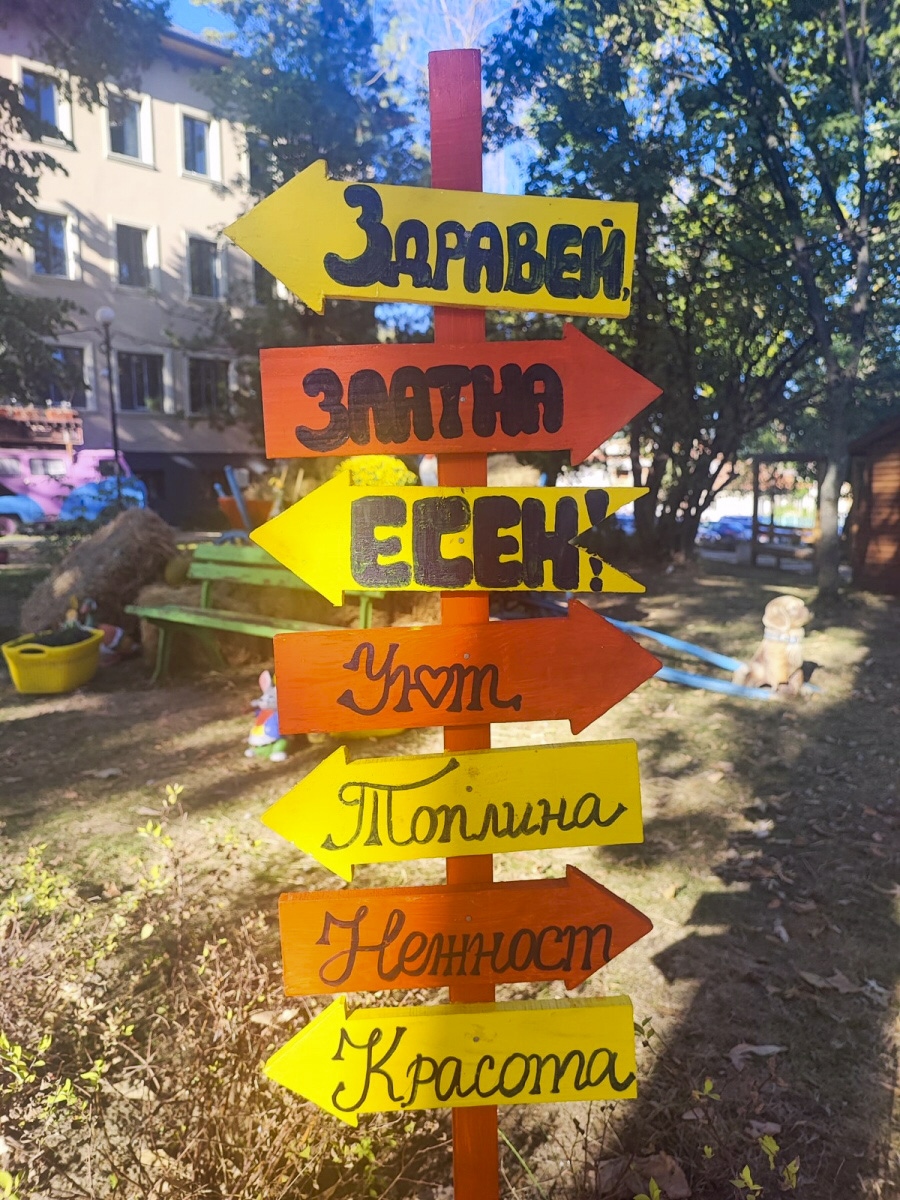 Здравей,
ЗЛАТНА
ЕСЕН!
Уют
Топлина
Нежност
Красота